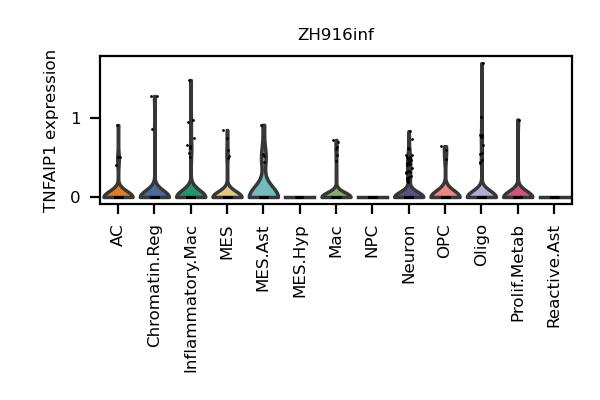 ZH916inf
TNFAIP1 expression
1
0
AC
Chromatin.Reg
Inflammatory.Mac
MES
MES.Ast
MES.Hyp
Mac
NPC
Neuron
OPC
Oligo
Prolif.Metab
Reactive.Ast